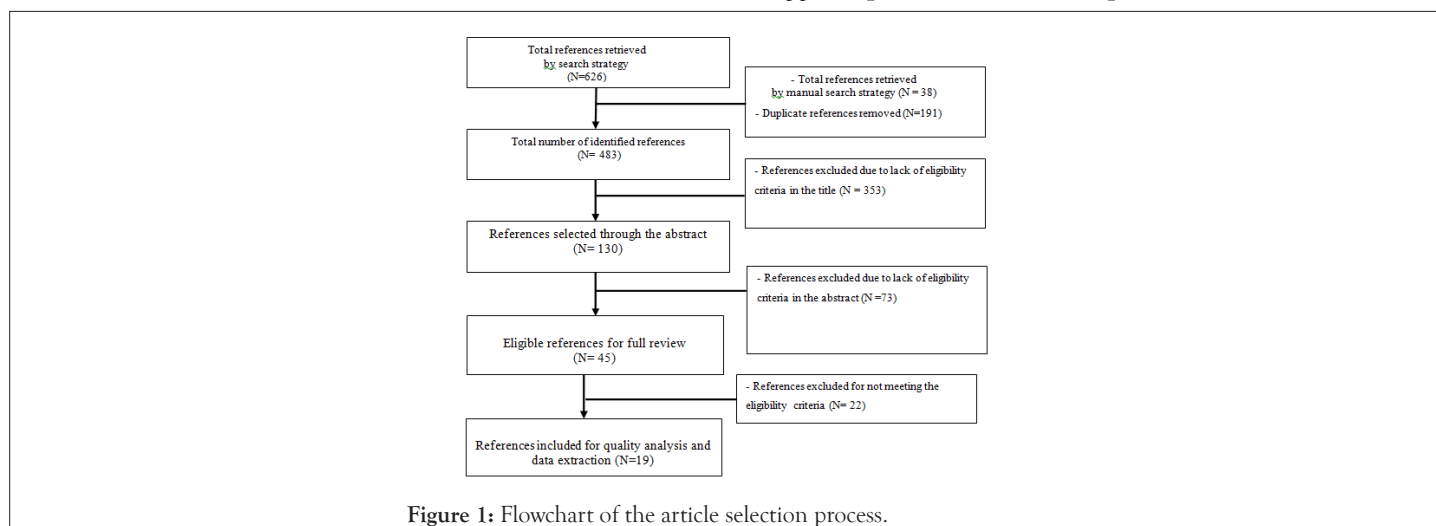 Total references retrieved
by search strategy
(N=626)
- Total references retrieved
by manual search strategy (N = 38)
- Duplicate references removed (N=191)
Total number of identified references
(N= 483)
- References excluded due to lack of eligibility
criteria in the title (N = 353)
References selected through the abstract
(N= 130)
- References excluded due to lack of eligibility
criteria in the abstract (N =73)
Eligible references for full review
(N= 45)
- References excluded for not meeting the
eligibility criteria (N= 22)
References included for quality analysis and
data extraction (N=19)
Figure 1: Flowchart of the article selection process.